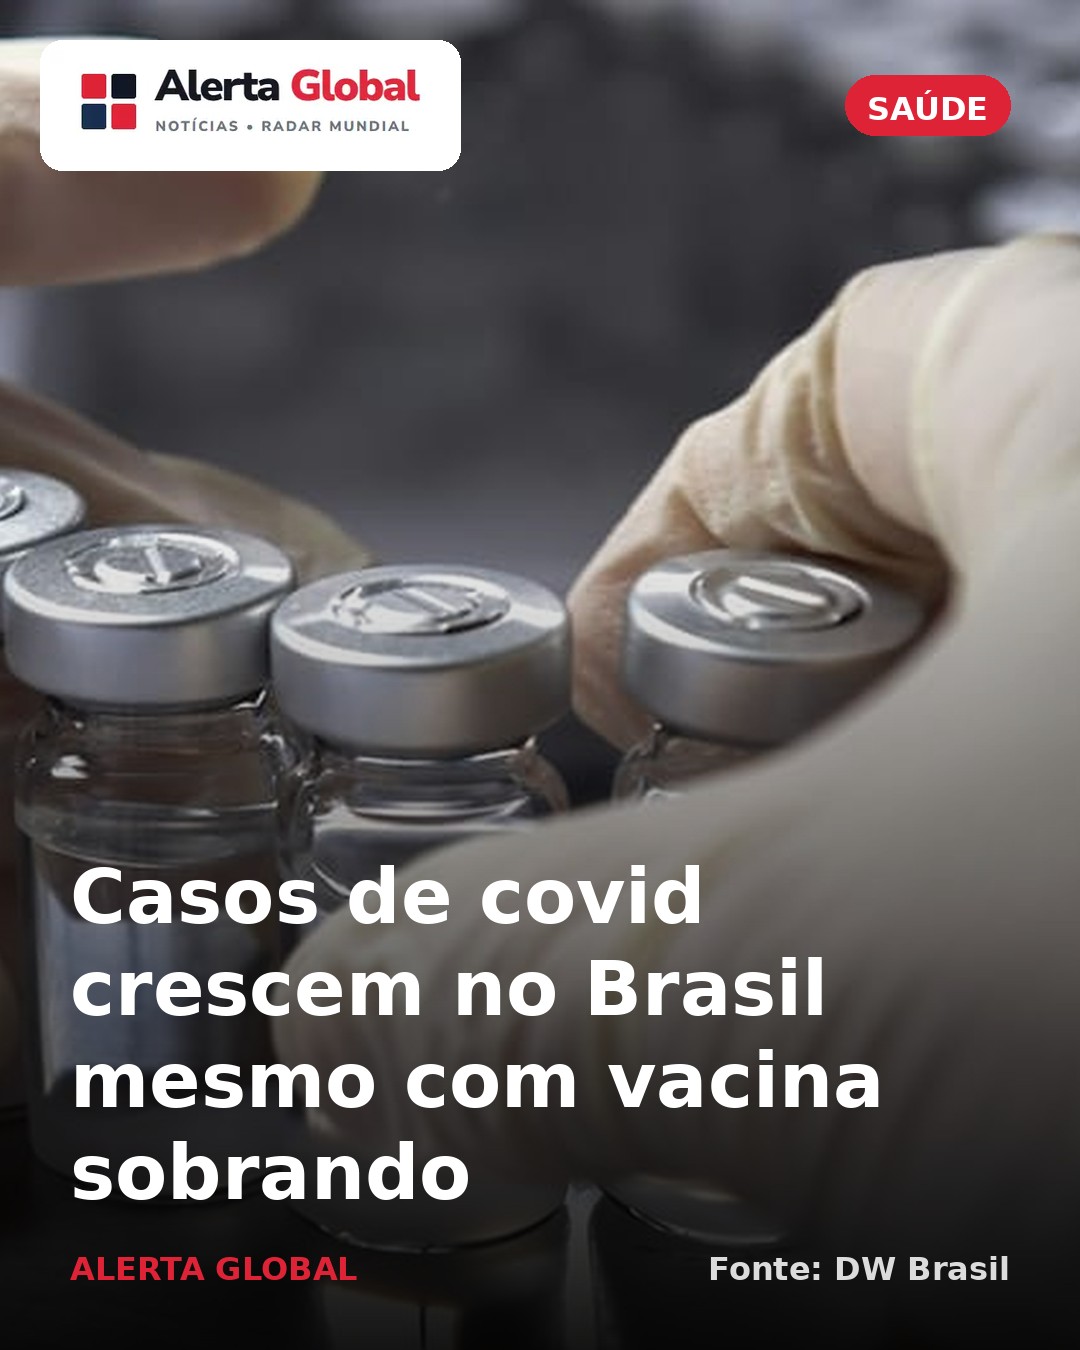 Alerta Global
NOTÍCIAS • RADAR MUNDIAL
SAÚDE
Casos de covid
crescem no Brasil
mesmo com vacina
sobrando
ALERTA GLOBAL
Fonte: DW Brasil